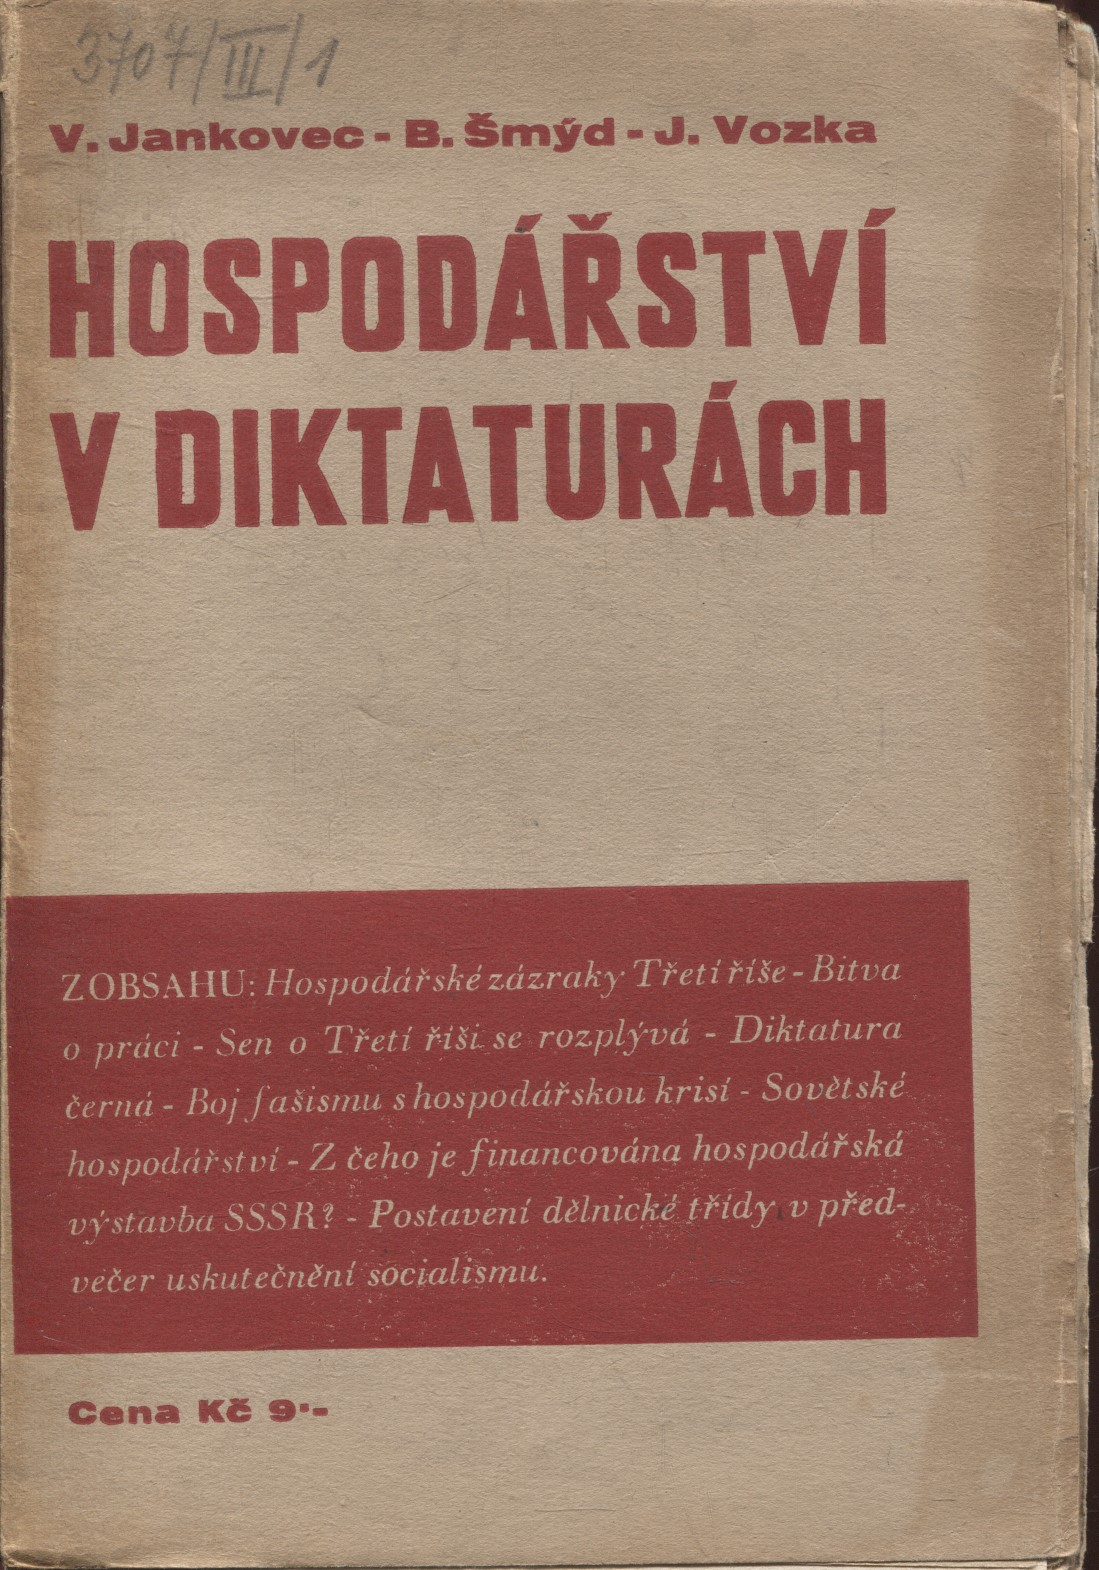 3707/III/1
V. Jankovec - B. Šmýd - J. Vozka
HOSPODÁŘSTVÍ
V DIKTATURÁCH
Z OBSAHU: Hospodářské zázraky Třetí říše - Bitva
o práci - Sen o Třetí říši se rozplývá - Diktatura
černá - Boj fašismu s hospodářskou krisí - Sovětské
hospodářství - Z čeho je financována hospodářská
výstavba SSSR? - Postavení dělnické třídy v před-
večer uskutečnění socialismu.
Cena Kč 9'-